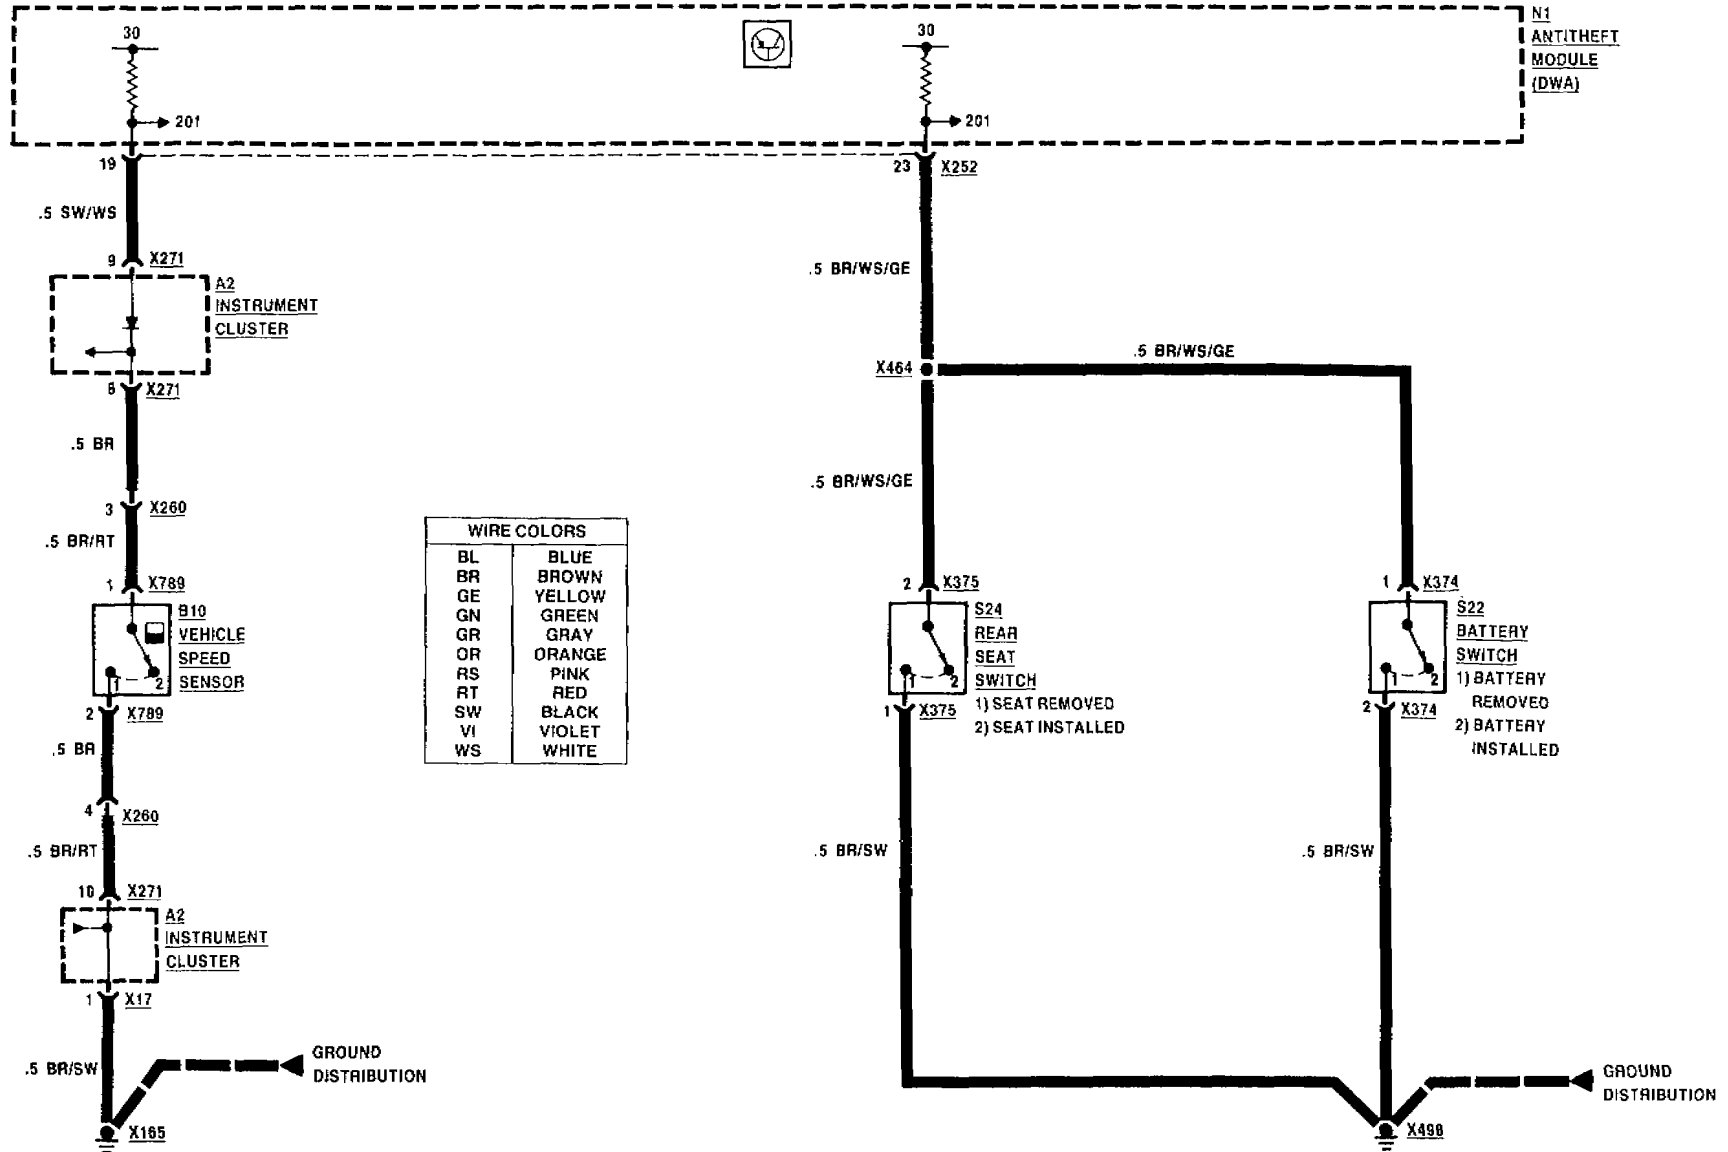 30
30
N1
ANTITHEFT
MODULE
(DWA)
201
201
19
23
X252
.5 SW/WS
9
X271
A2
INSTRUMENT
CLUSTER
.5 BR/WS/GE
X464
.5 BR/WS/GE
X271
.5 BR
3
X260
.5 BR/RT
1
X789
B10
VEHICLE
SPEED
SENSOR
1
2
2
X789
.5 BR
4
X260
.5 BR/RT
10
X271
A2
INSTRUMENT
CLUSTER
1
X17
.5 BR/SW
GROUND
DISTRIBUTION
X165
WIRE COLORS
BL BLUE
BR BROWN
GE YELLOW
GN GREEN
GR GRAY
OR ORANGE
RS PINK
RT RED
SW BLACK
VI VIOLET
WS WHITE
.5 BR/WS/GE
2
X375
S24
REAR
SEAT
SWITCH
1) SEAT REMOVED
2) SEAT INSTALLED
1
2
1
X375
.5 BR/SW
1
X374
S22
BATTERY
SWITCH
1) BATTERY
REMOVED
2) BATTERY
INSTALLED
1
2
2
X374
.5 BR/SW
GROUND
DISTRIBUTION
X498